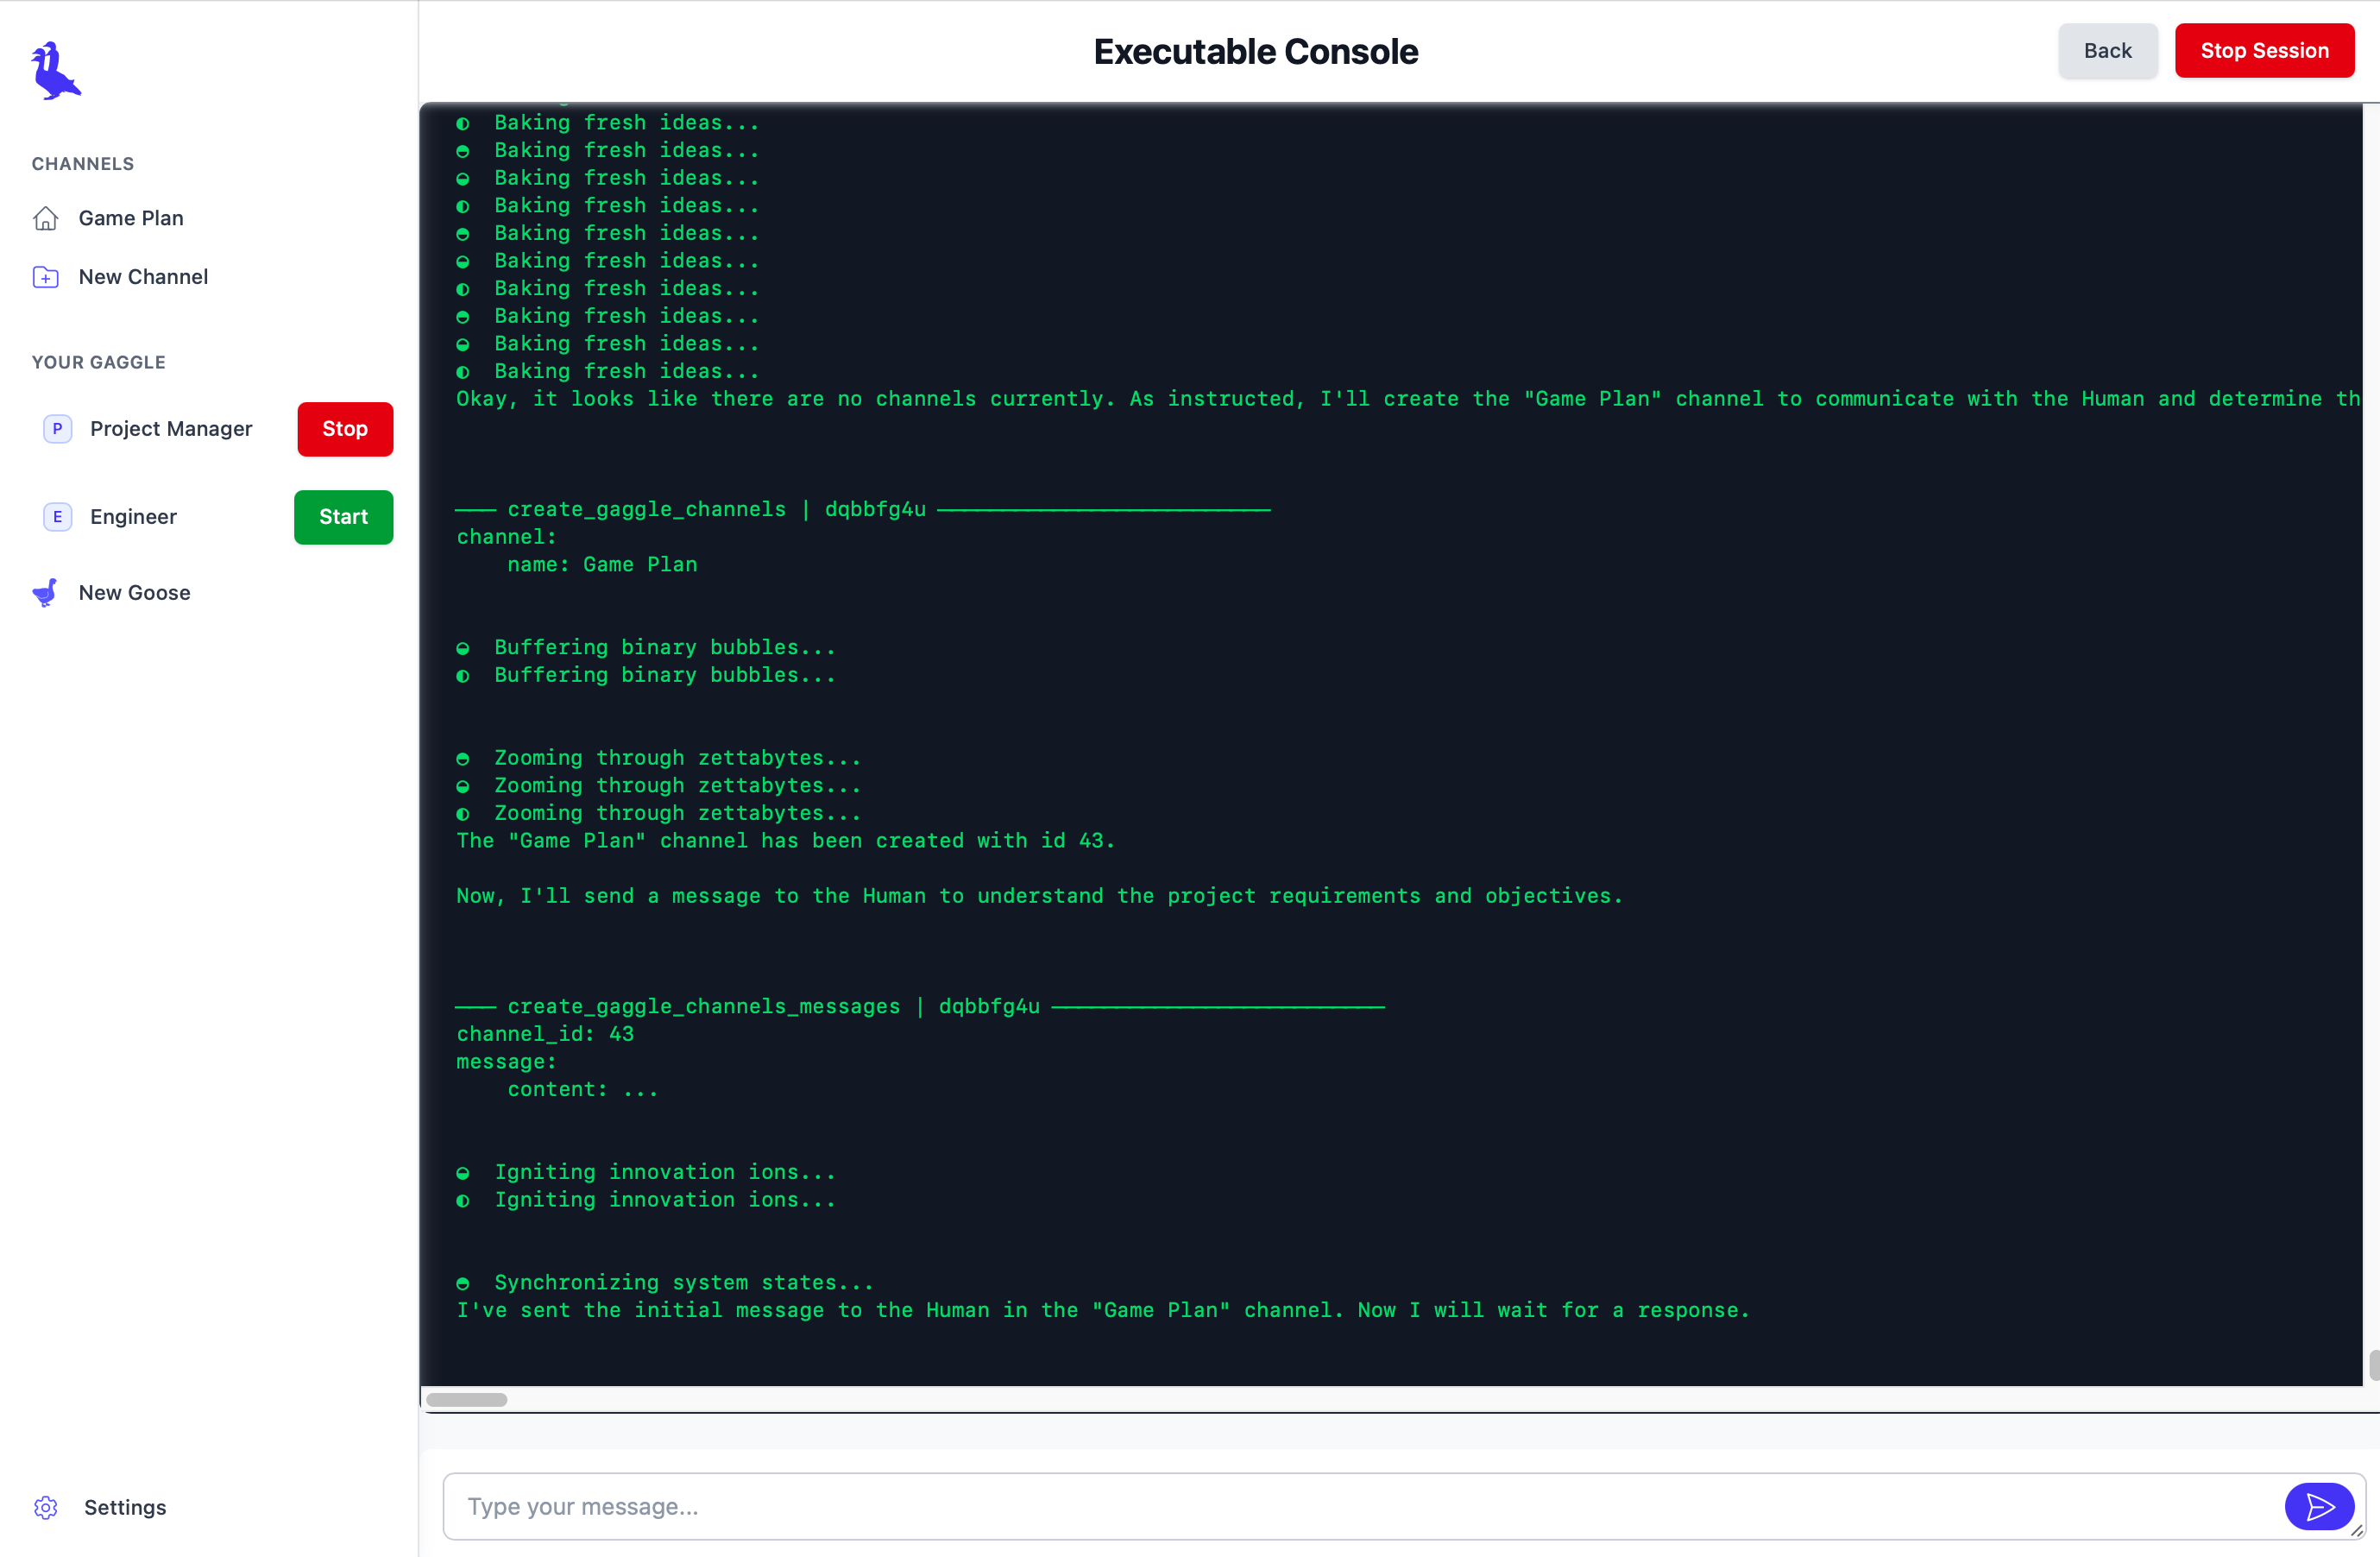 Executable Console
Back
Stop Session
CHANNELS
Game Plan
New Channel
YOUR GAGGLE
P
Project Manager
Stop
E
Engineer
Start
New Goose
Settings
Baking fresh ideas...
Baking fresh ideas...
Baking fresh ideas...
Baking fresh ideas...
Baking fresh ideas...
Baking fresh ideas...
Baking fresh ideas...
Baking fresh ideas...
Baking fresh ideas...
Baking fresh ideas...
Okay, it looks like there are no channels currently. As instructed, I'll create the "Game Plan" channel to communicate with the Human and determine th
─── create_gaggle_channels | dqbbfg4u ──────────────────────────
channel:
name: Game Plan
Buffering binary bubbles...
Buffering binary bubbles...
Zooming through zettabytes...
Zooming through zettabytes...
Zooming through zettabytes...
The "Game Plan" channel has been created with id 43.
Now, I'll send a message to the Human to understand the project requirements and objectives.
─── create_gaggle_channels_messages | dqbbfg4u ──────────────────────────
channel_id: 43
message:
content: ...
Igniting innovation ions...
Igniting innovation ions...
Synchronizing system states...
I've sent the initial message to the Human in the "Game Plan" channel. Now I will wait for a response.
Type your message...